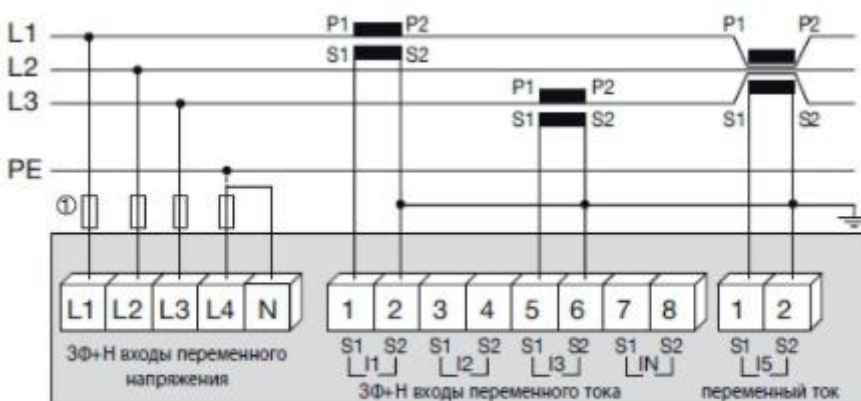 L1 P1 P2 P1 P2
S1 S2
L2
L3 P1 P2
S1 S2 S1 S2
PE
①
L1 L2 L3 L4 N 1 2 3 4 5 6 7 8 1 2
S1 S2 S1 S2 S1 S2 S1 S2 S1 S2
I1 I2 I3 IN I5
3Ф+Н входы переменного
напряжения
3Ф+Н входы переменного тока
переменный ток